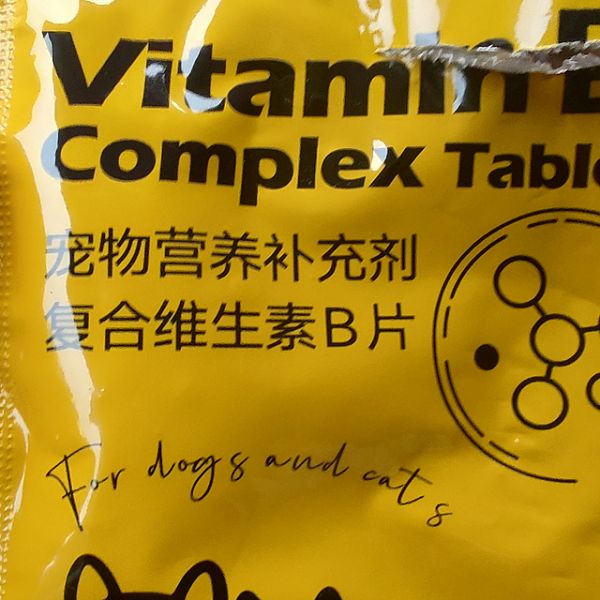 Vitamin B
Complex Table
宠物营养补充剂
复合维生素B片
For dogs and cats